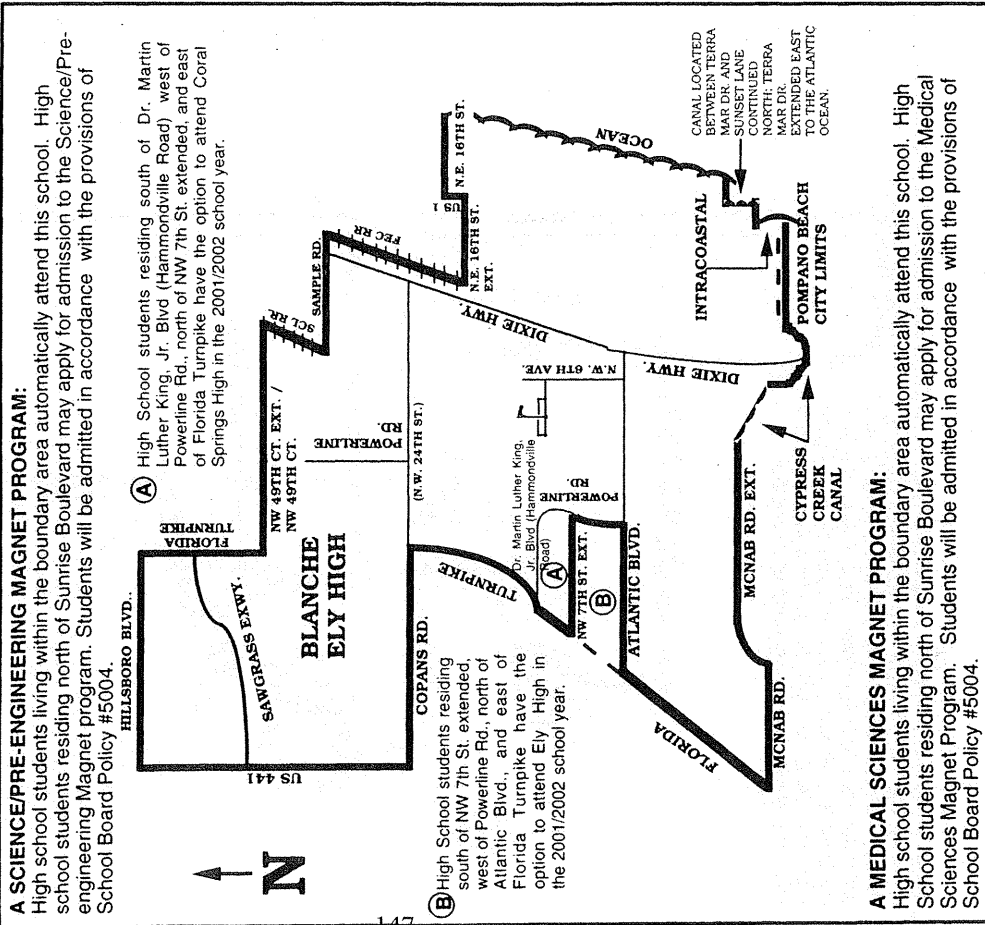 A SCIENCE/PRE-ENGINEERING MAGNET PROGRAM:
High school students living within the boundary area automatically attend this school. High
school students residing north of Sunrise Boulevard may apply for admission to the Science/Pre-
engineering Magnet program. Students will be admitted in accordance with the provisions of
School Board Policy #5004.
Ⓐ
High School students residing south of Dr. Martin
Luther King, Jr. Blvd (Hammondville Road) west of
Powerline Rd., north of NW 7th St. extended, and east
of Florida Turnpike have the option to attend Coral
Springs High in the 2001/2002 school year.
HILLSBORO BLVD..
FLORIDA
TURNPIKE
SAWGRASS EXWY.
US 441
NW 49TH CT. EXT. /
NW 49TH CT.
SCL RR.
SAMPLE RD.
FEC RR
US 1
N.E. 16TH ST.
N.E. 16TH ST.
EXT.
BLANCHE
ELY HIGH
POWERLINE
RD.
COPANS RD.
(N.W. 24TH ST.)
DIXIE HWY.
OCEAN
N
TURNPIKE
Dr. Martin Luther King,
Jr. Blvd (Hammondville
Road)
Ⓐ
NW 7TH ST. EXT.
Ⓑ
POWERLINE
RD.
N.W. 6TH AVE.
ATLANTIC BLVD.
Ⓑ High School students residing
south of NW 7th St. extended,
west of Powerline Rd., north of
Atlantic Blvd., and east of
Florida Turnpike have the
option to attend Ely High in
the 2001/2002 school year.
147
FLORIDA
DIXIE HWY.
INTRACOASTAL
CANAL LOCATED
BETWEEN TERRA
MAR DR. AND
SUNSET LANE
CONTINUED
NORTH: TERRA
MAR DR.
EXTENDED EAST
TO THE ATLANTIC
OCEAN.
MCNAB RD.
MCNAB RD. EXT.
CYPRESS
CREEK
CANAL
POMPANO BEACH
CITY LIMITS
A MEDICAL SCIENCES MAGNET PROGRAM:
High school students living within the boundary area automatically attend this school. High
School students residing north of Sunrise Boulevard may apply for admission to the Medical
Sciences Magnet Program. Students will be admitted in accordance with the provisions of
School Board Policy #5004.